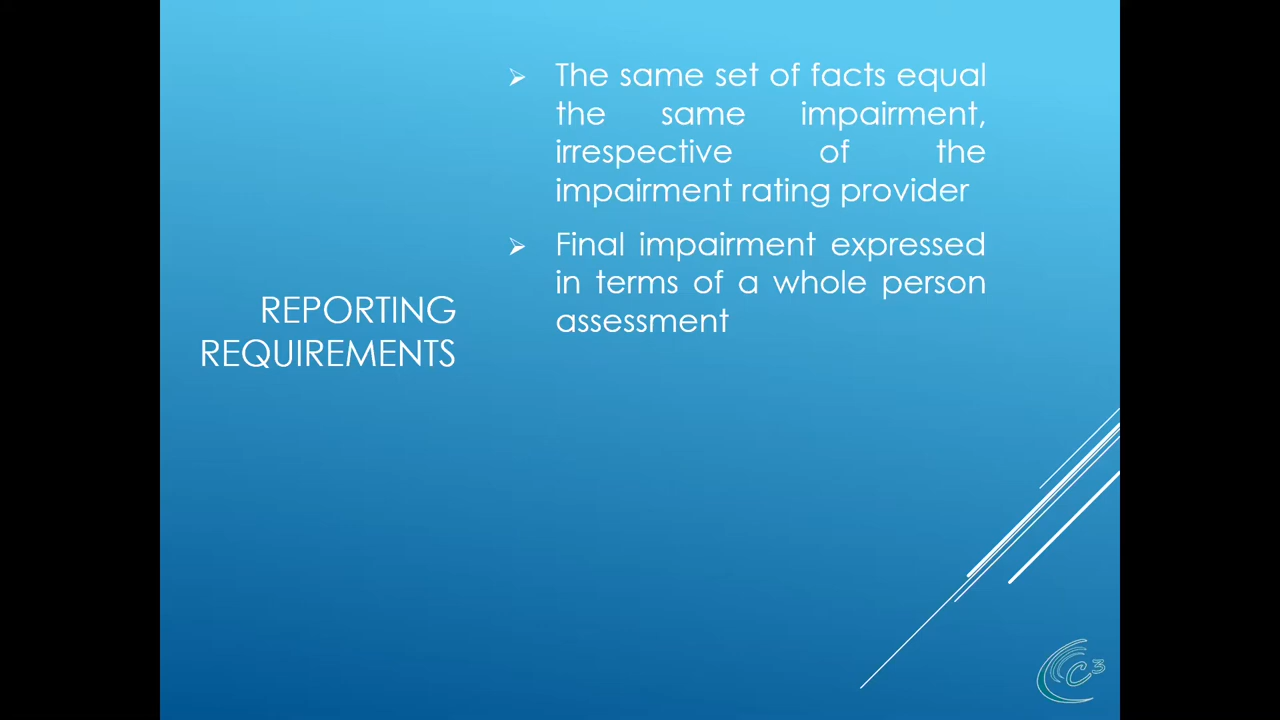 REPORTING
REQUIREMENTS
The same set of facts equal
the same impairment,
irrespective of the
impairment rating provider
Final impairment expressed
in terms of a whole person
assessment
C3